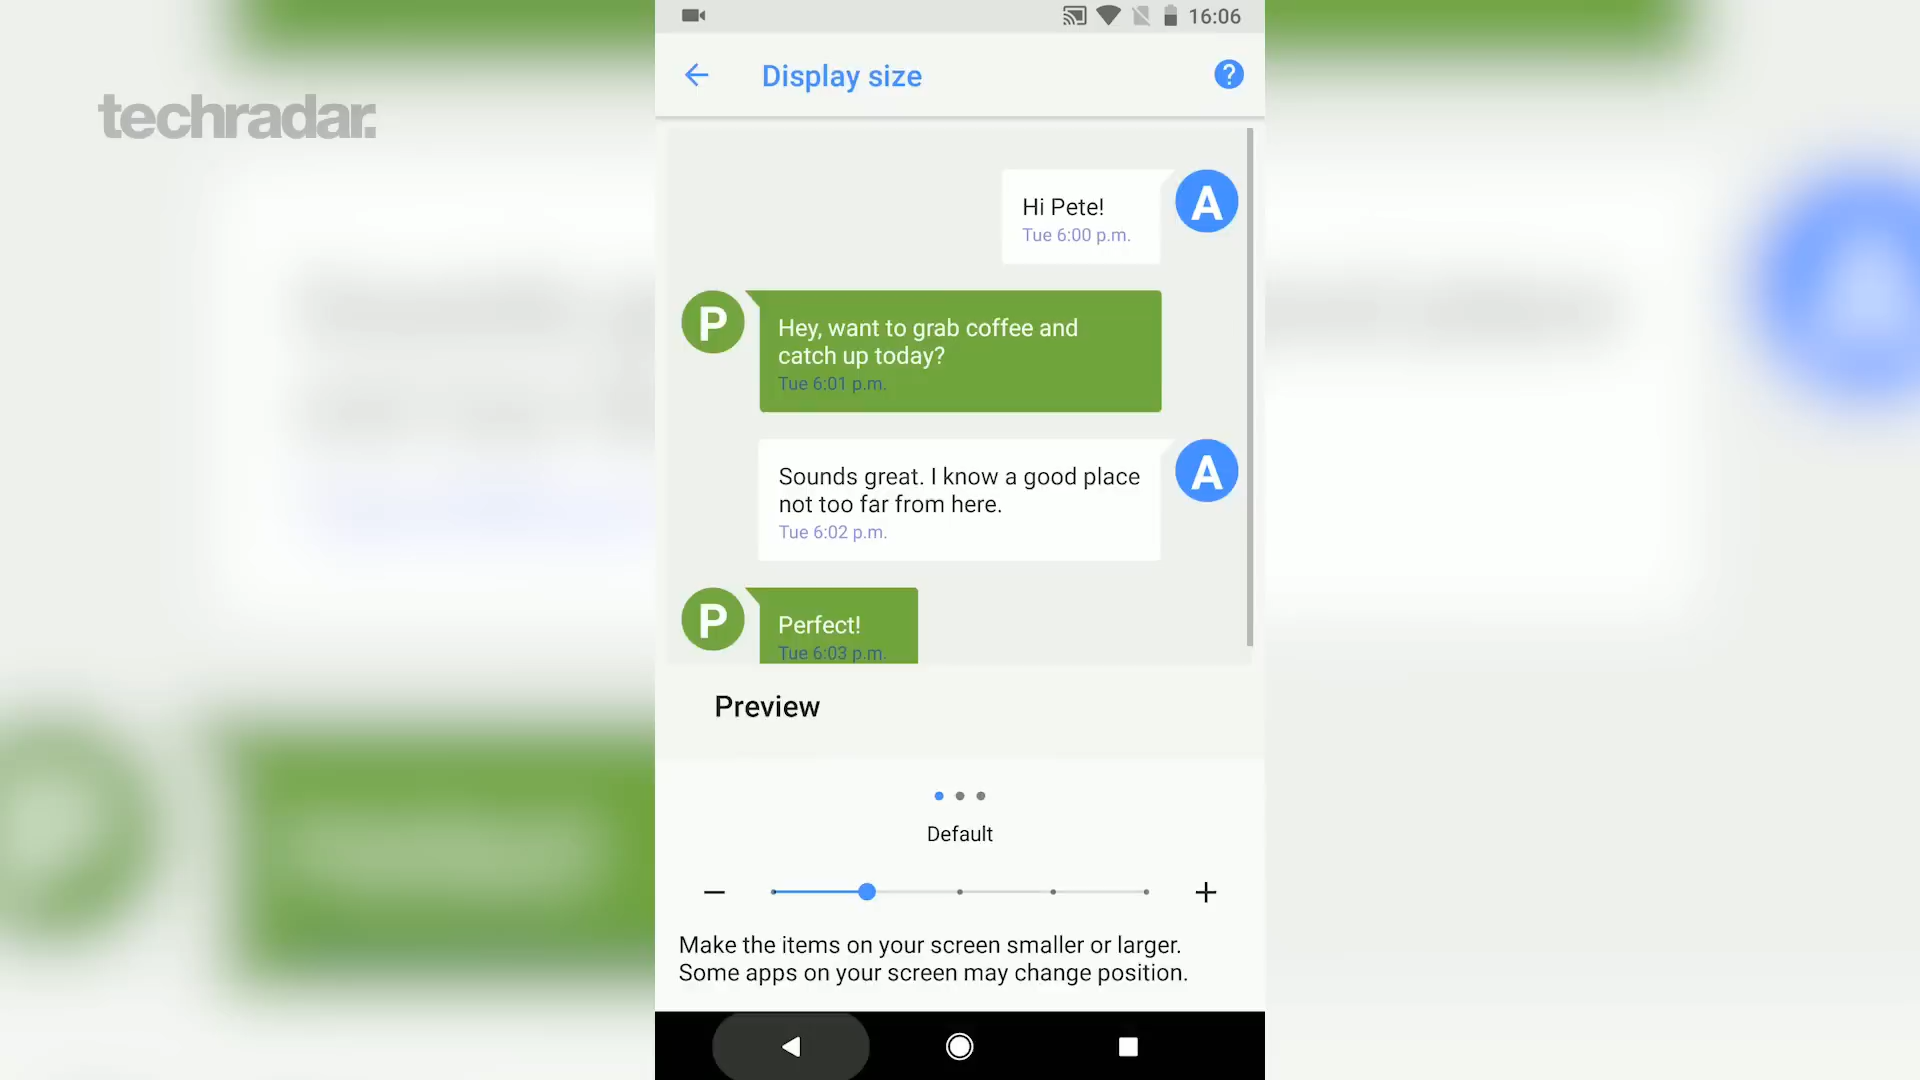 techradar.
16:06
Display size
?
Hi Pete!
Tue 6:00 p.m.
A
P
Hey, want to grab coffee and
catch up today?
Tue 6:01 p.m.
Sounds great. I know a good place
not too far from here.
Tue 6:02 p.m.
A
P
Perfect!
Tue 6:03 p.m.
Preview
Default
Make the items on your screen smaller or larger.
Some apps on your screen may change position.